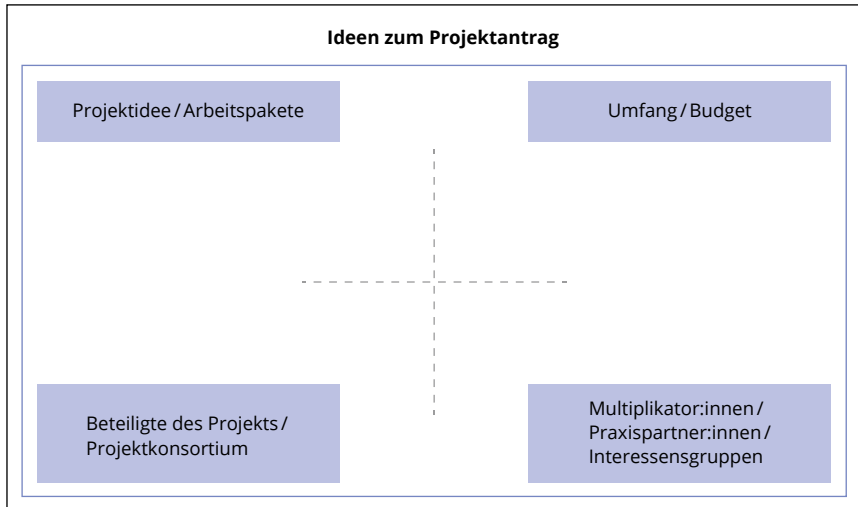 Ideen zum Projektantrag
Projektidee / Arbeitspakete
Umfang / Budget
Beteiligte des Projekts /
Projektkonsortium
Multiplikator:innen /
Praxispartner:innen /
Interessensgruppen